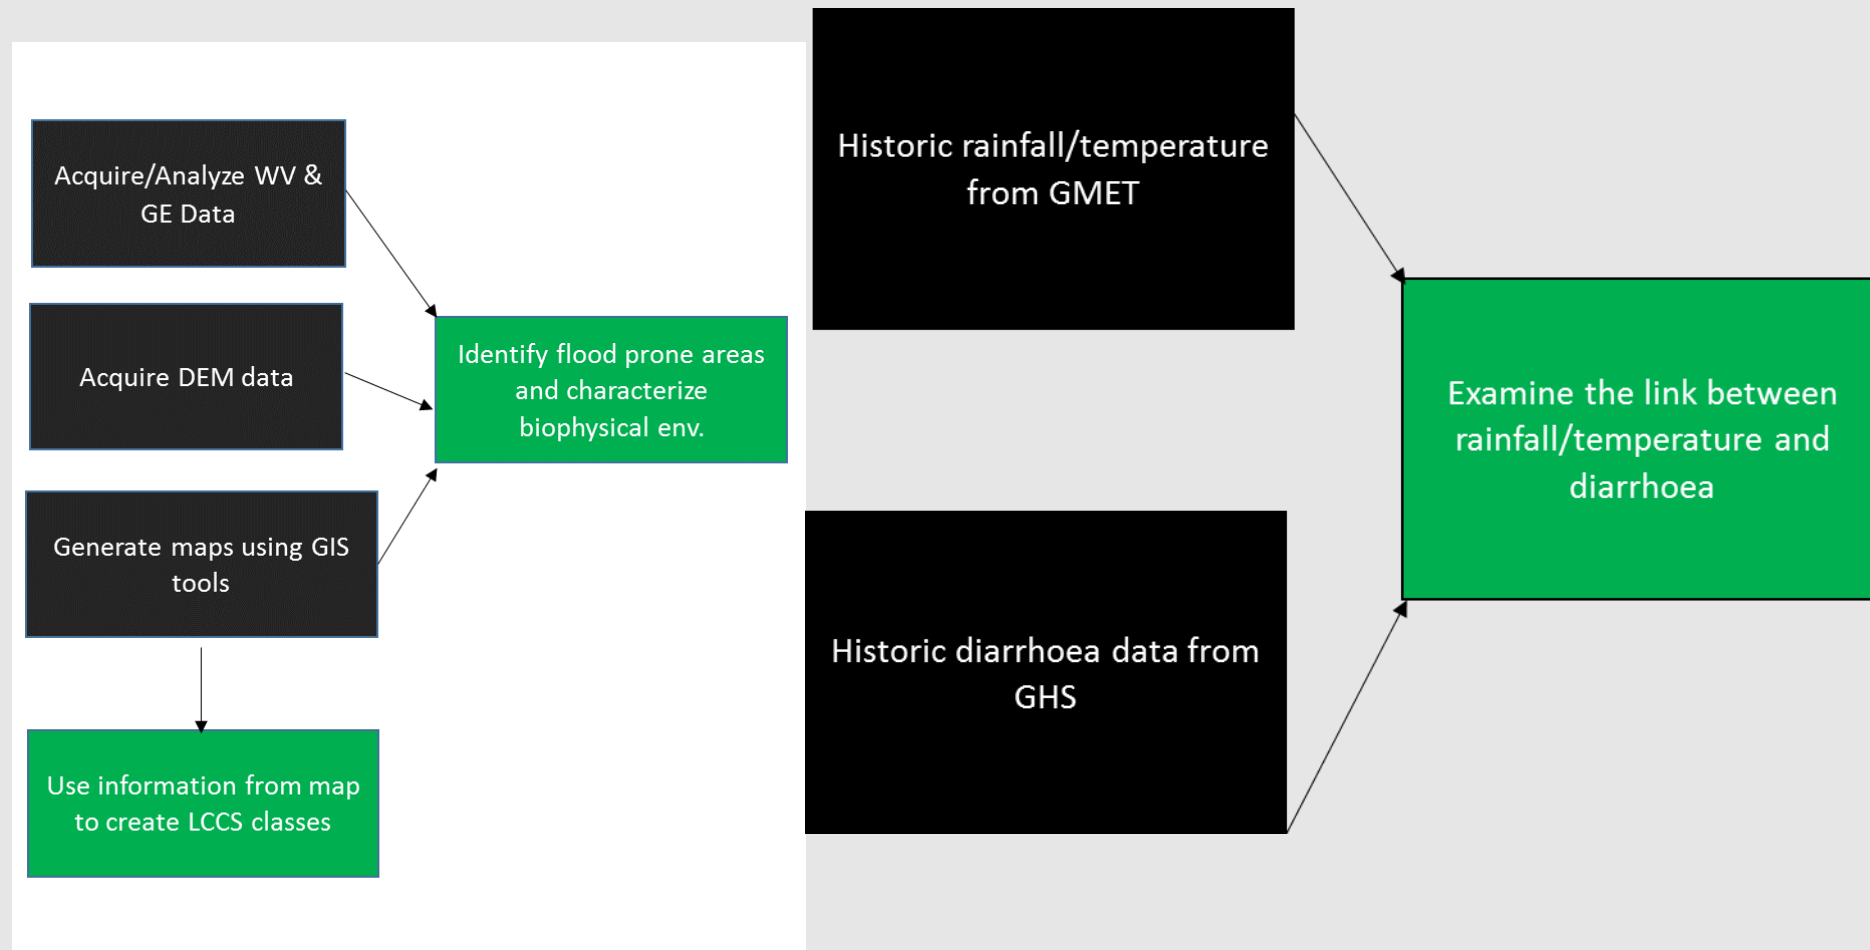 Acquire/Analyze WV &
GE Data
Acquire DEM data
Generate maps using GIS
tools
Use information from map
to create LCCS classes
Identify flood prone areas
and characterize
biophysical env.
Historic rainfall/temperature
from GMET
Historic diarrhoea data from
GHS
Examine the link between
rainfall/temperature and
diarrhoea